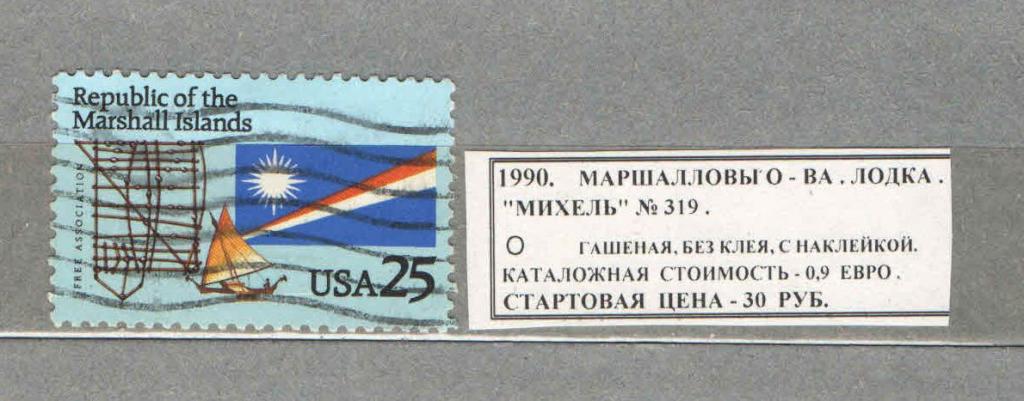 Republic of the
Marshall Islands
FREE ASSOCIATION
USA25
1990. МАРШАЛЛОВЫ О - ВА . ЛОДКА .
"МИХЕЛЬ" № 319 .
О ГАШЕНАЯ, БЕЗ КЛЕЯ, С НАКЛЕЙКОЙ.
КАТАЛОЖНАЯ СТОИМОСТЬ - 0,9 ЕВРО .
СТАРТОВАЯ ЦЕНА - 30 РУБ.